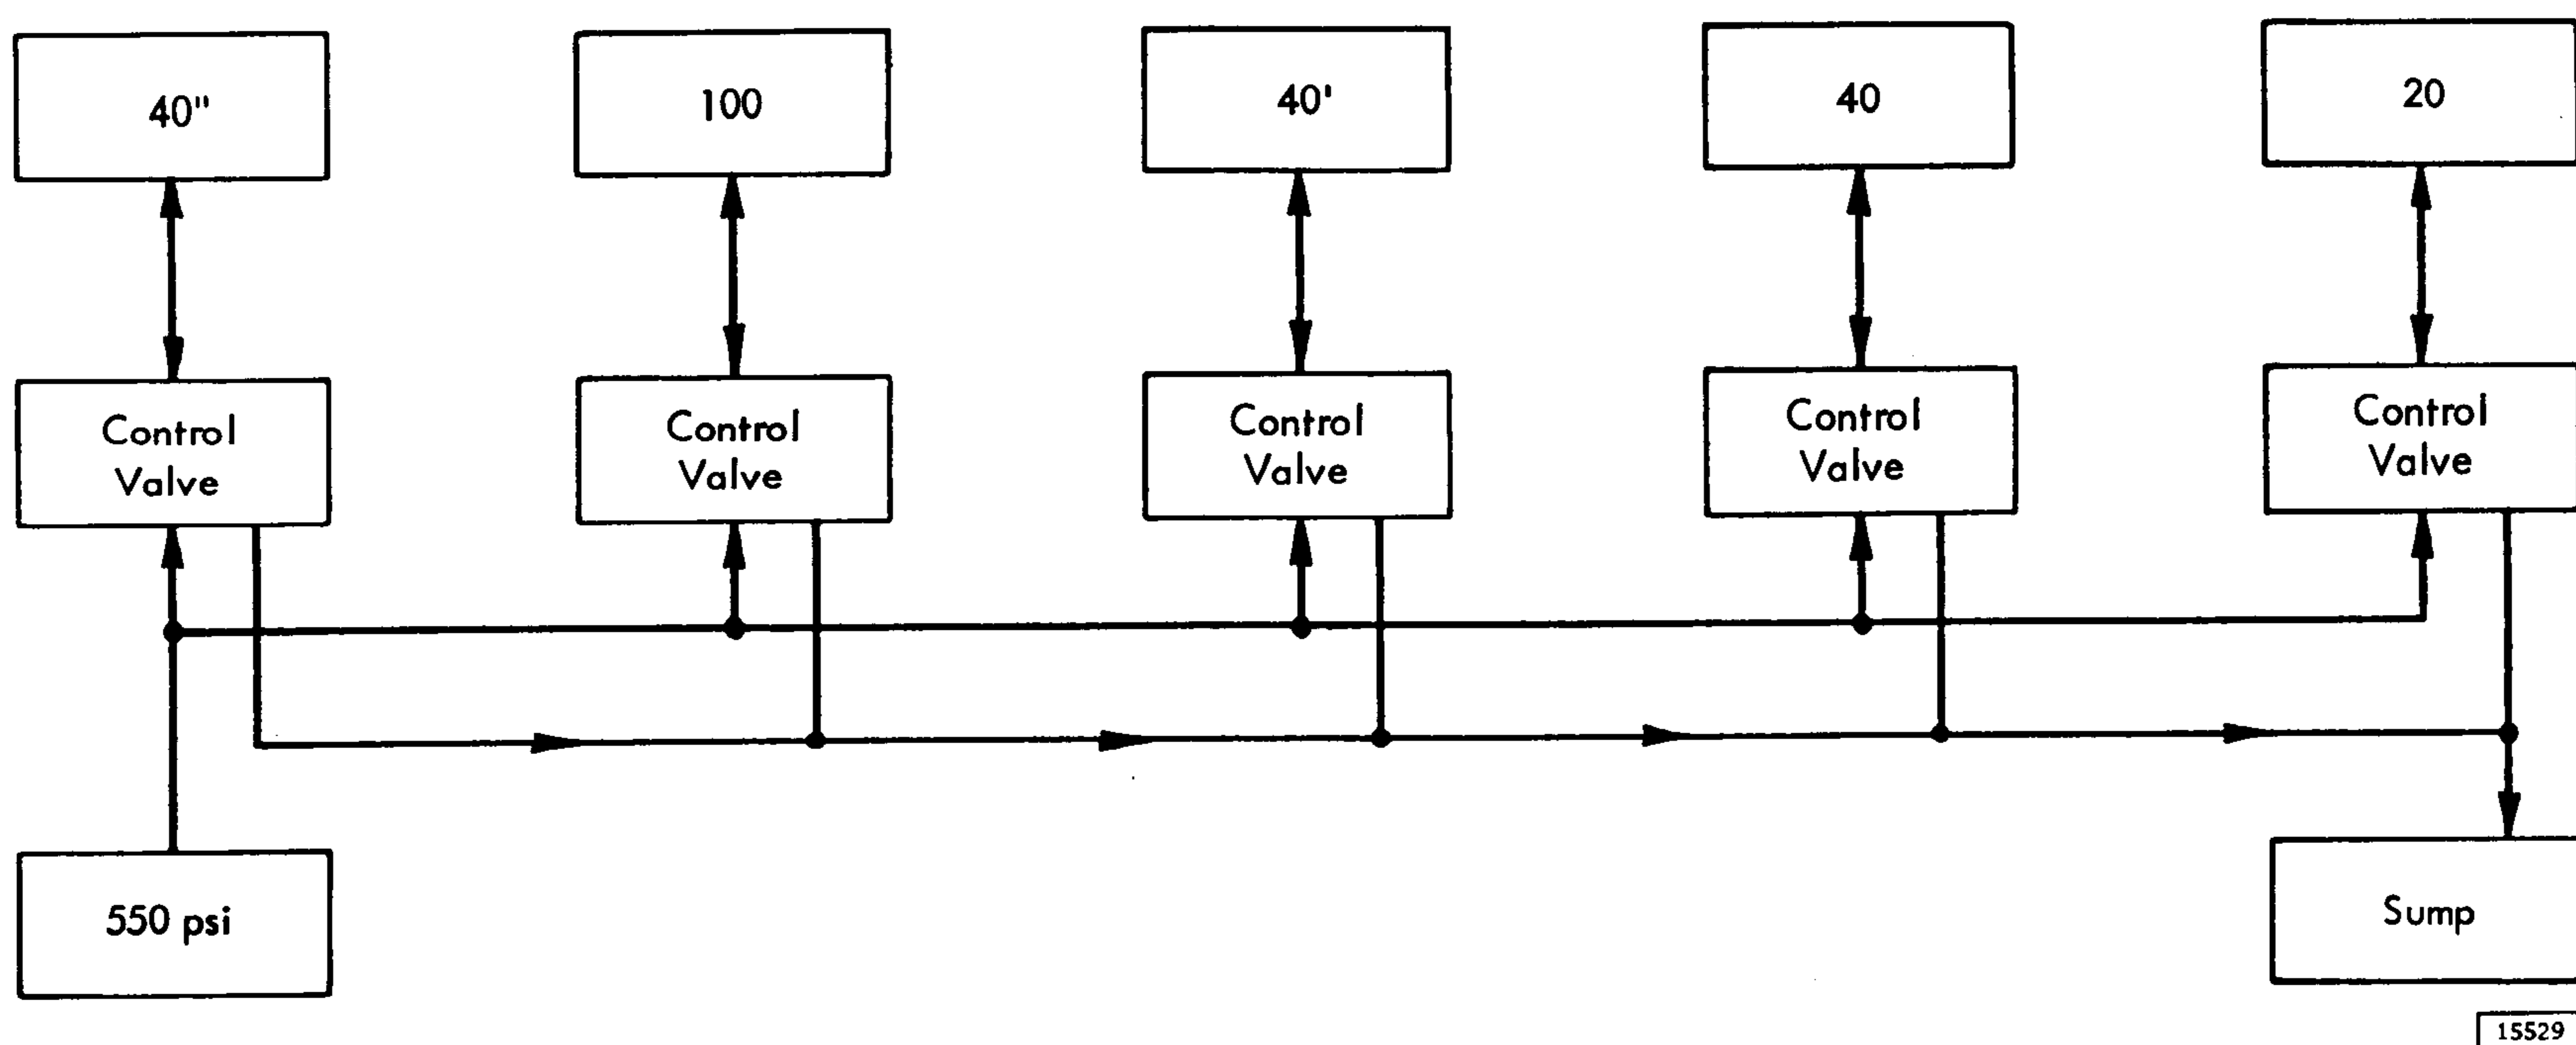 40"
100
40'
40
20
Control
Valve
Control
Valve
Control
Valve
Control
Valve
Control
Valve
550 psi
Sump
15529